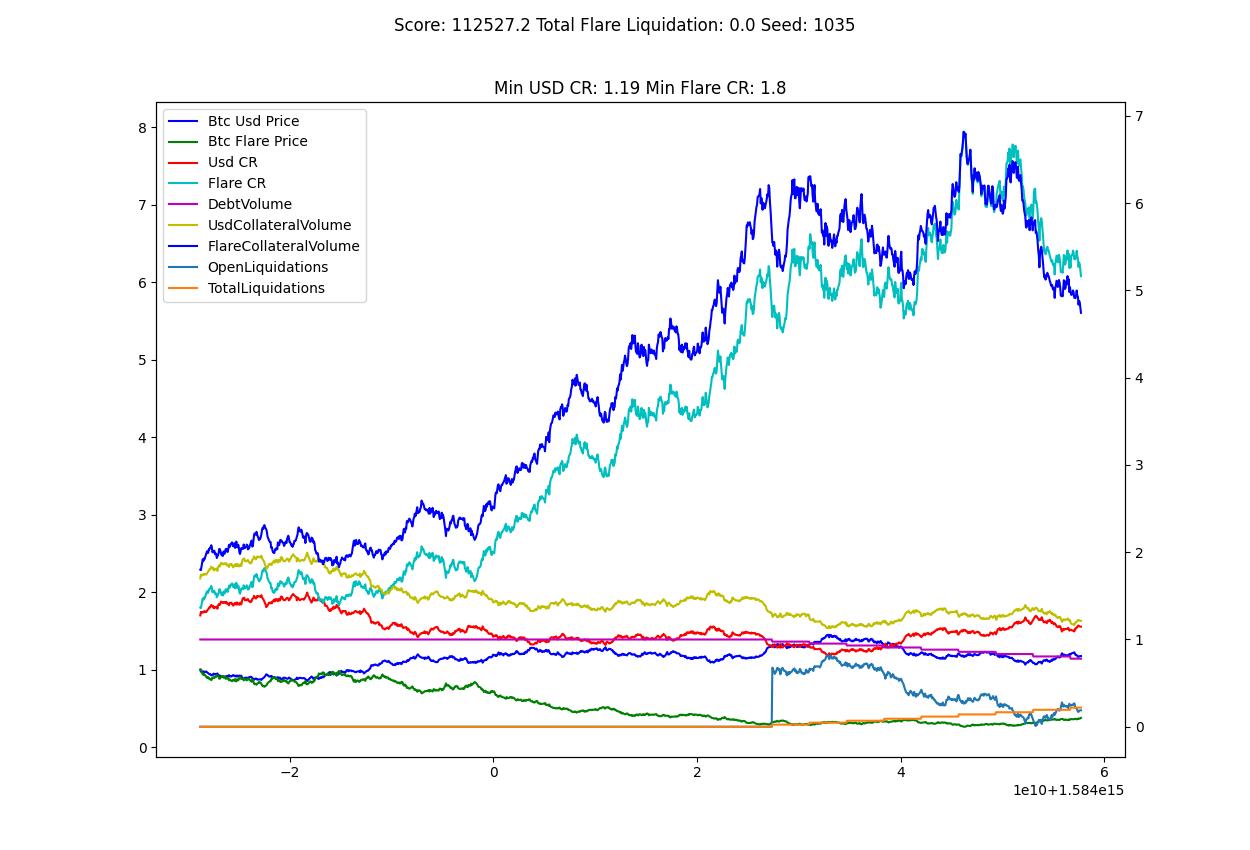 Score: 112527.2 Total Flare Liquidation: 0.0 Seed: 1035
Min USD CR: 1.19 Min Flare CR: 1.8
Btc Usd Price
Btc Flare Price
Usd CR
Flare CR
DebtVolume
UsdCollateralVolume
FlareCollateralVolume
OpenLiquidations
TotalLiquidations
8
7
6
5
4
3
2
1
0
7
6
5
4
3
2
1
0
−2
0
2
4
6
1e10+1.584e15